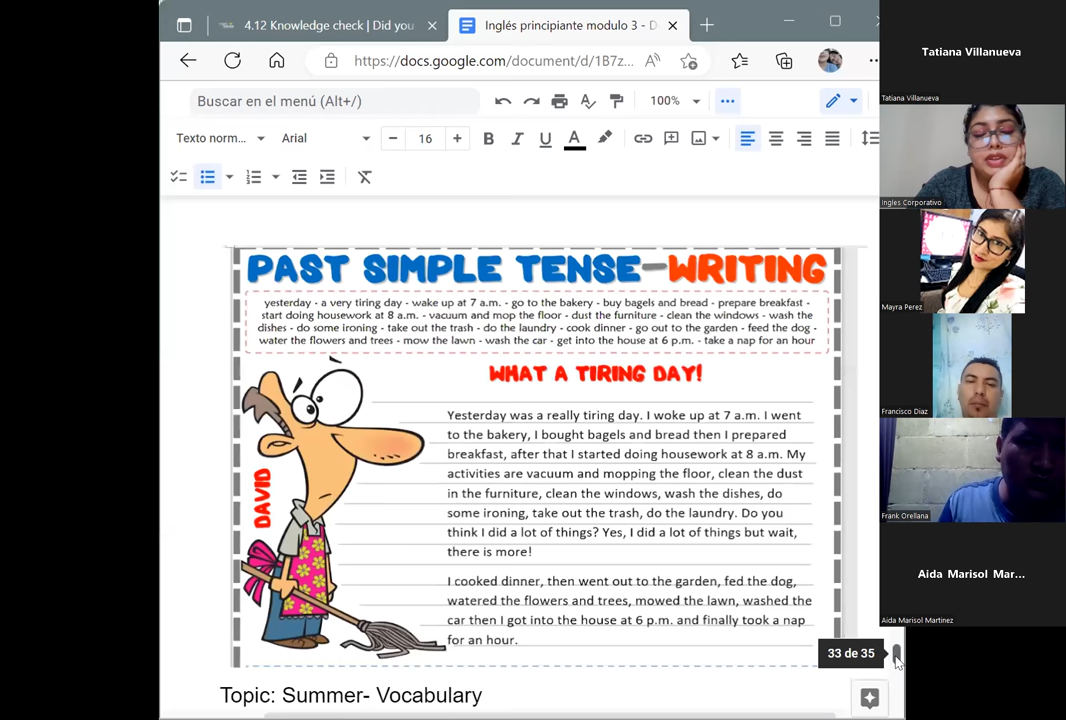 4.12 Knowledge check | Did you
Inglés principiante modulo 3 - D
https://docs.google.com/document/d/1B7z...
Buscar en el menú (Alt+/)
100%
Texto norm...
Arial
16
PAST SIMPLE TENSE-WRITING
yesterday - a very tiring day - wake up at 7 a.m. - go to the bakery - buy bagels and bread - prepare breakfast -
start doing housework at 8 a.m. - vacuum and mop the floor - dust the furniture - clean the windows - wash the
dishes - do some ironing - take out the trash - do the laundry - cook dinner - go out to the garden - feed the dog -
water the flowers and trees - mow the lawn - wash the car - get into the house at 6 p.m. - take a nap for an hour
WHAT A TIRING DAY!
Yesterday was a really tiring day. I woke up at 7 a.m. I went
to the bakery, I bought bagels and bread then I prepared
breakfast, after that I started doing housework at 8 a.m. My
activities are vacuum and mopping the floor, clean the dust
in the furniture, clean the windows, wash the dishes, do
some ironing, take out the trash, do the laundry. Do you
think I did a lot of things? Yes, I did a lot of things but wait,
there is more!
I cooked dinner, then went out to the garden, fed the dog,
watered the flowers and trees, mowed the lawn, washed the
car then I got into the house at 6 p.m. and finally took a nap
for an hour.
DAVID
33 de 35
Topic: Summer- Vocabulary
Tatiana Villanueva
Tatiana Villanueva
Ingles Corporativo
Mayra Perez
Francisco Diaz
Frank Orellana
Aida Marisol Mar...
Aida Marisol Martinez